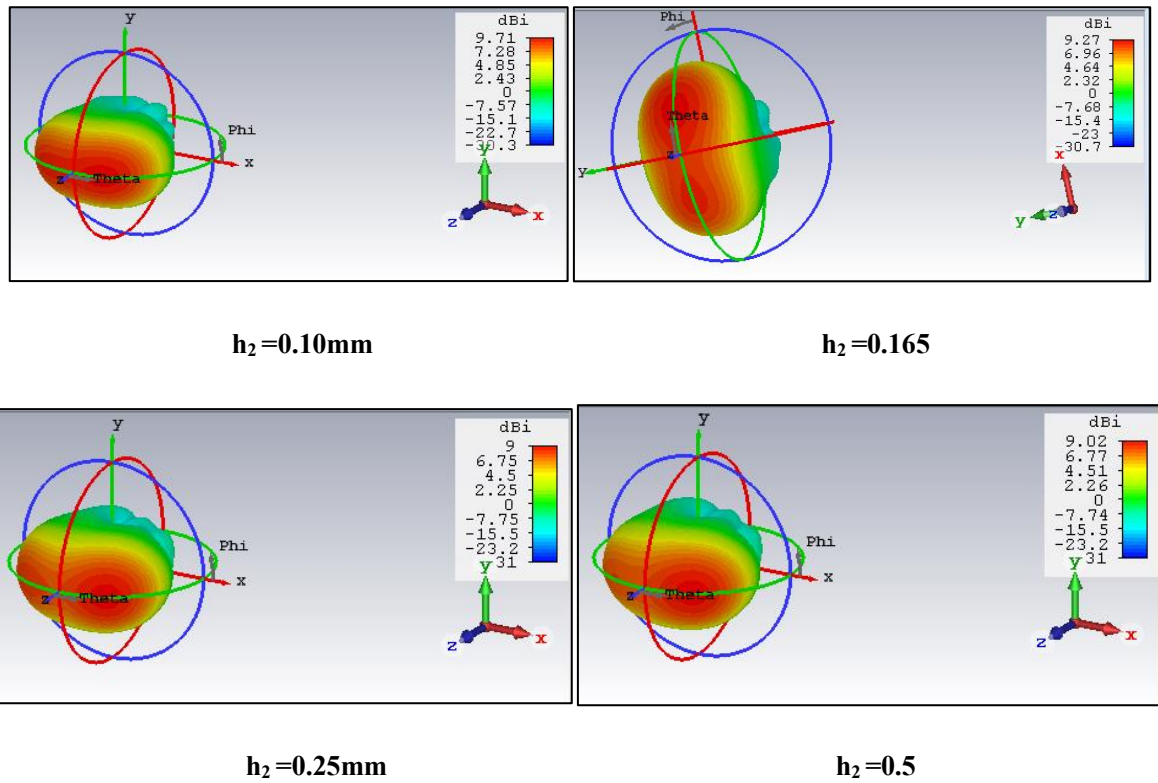 y
Phi
x
z Theta
dBi
9.71
7.28
4.85
2.43
0
-7.57
-15.1
-22.7
-30.3
y
z
x
Phi
Theta
z
y
dBi
9.27
6.96
4.64
2.32
0
-7.68
-15.4
-23
-30.7
x
y
z
h2 =0.10mm
h2 =0.165
y
Phi
x
z Theta
dBi
9
6.75
4.5
2.25
0
-7.75
-15.5
-23.2
-31
y
z
x
y
Phi
x
z Theta
dBi
9.02
6.77
4.51
2.26
0
-7.74
-15.5
-23.2
-31
y
z
x
h2 =0.25mm
h2 =0.5